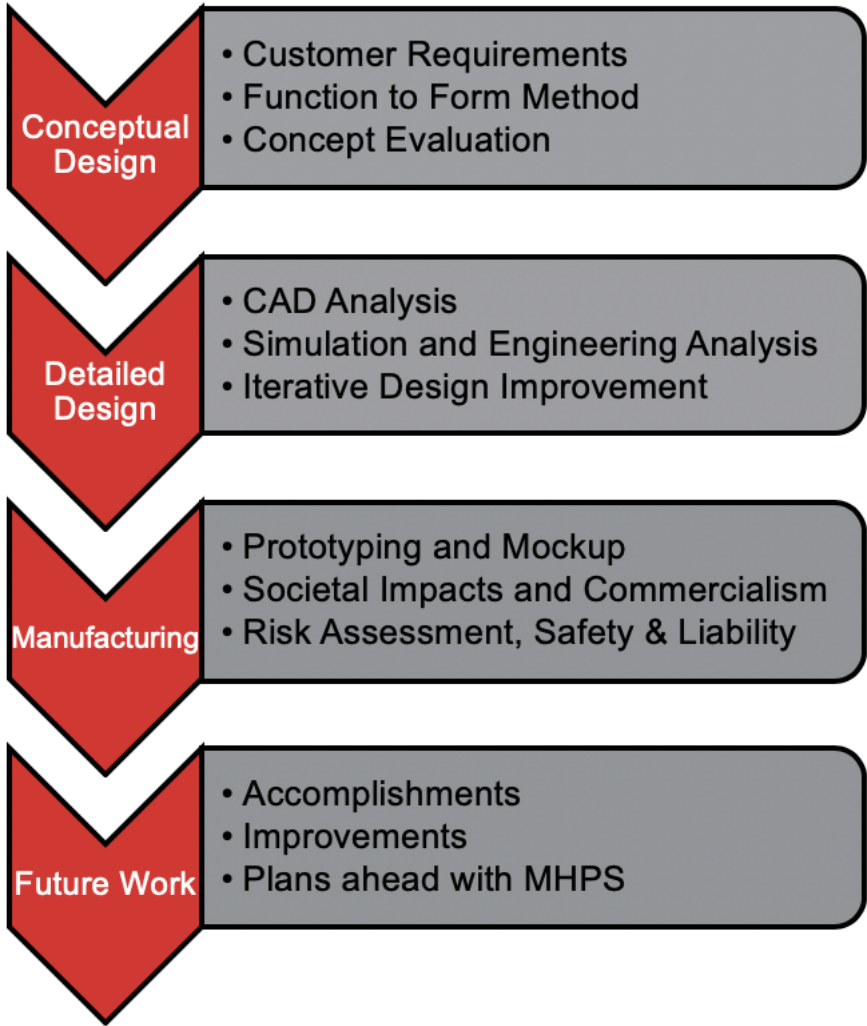 Conceptual
Design
• Customer Requirements
• Function to Form Method
• Concept Evaluation
Detailed
Design
• CAD Analysis
• Simulation and Engineering Analysis
• Iterative Design Improvement
Manufacturing
• Prototyping and Mockup
• Societal Impacts and Commercialism
• Risk Assessment, Safety & Liability
Future Work
• Accomplishments
• Improvements
• Plans ahead with MHPS